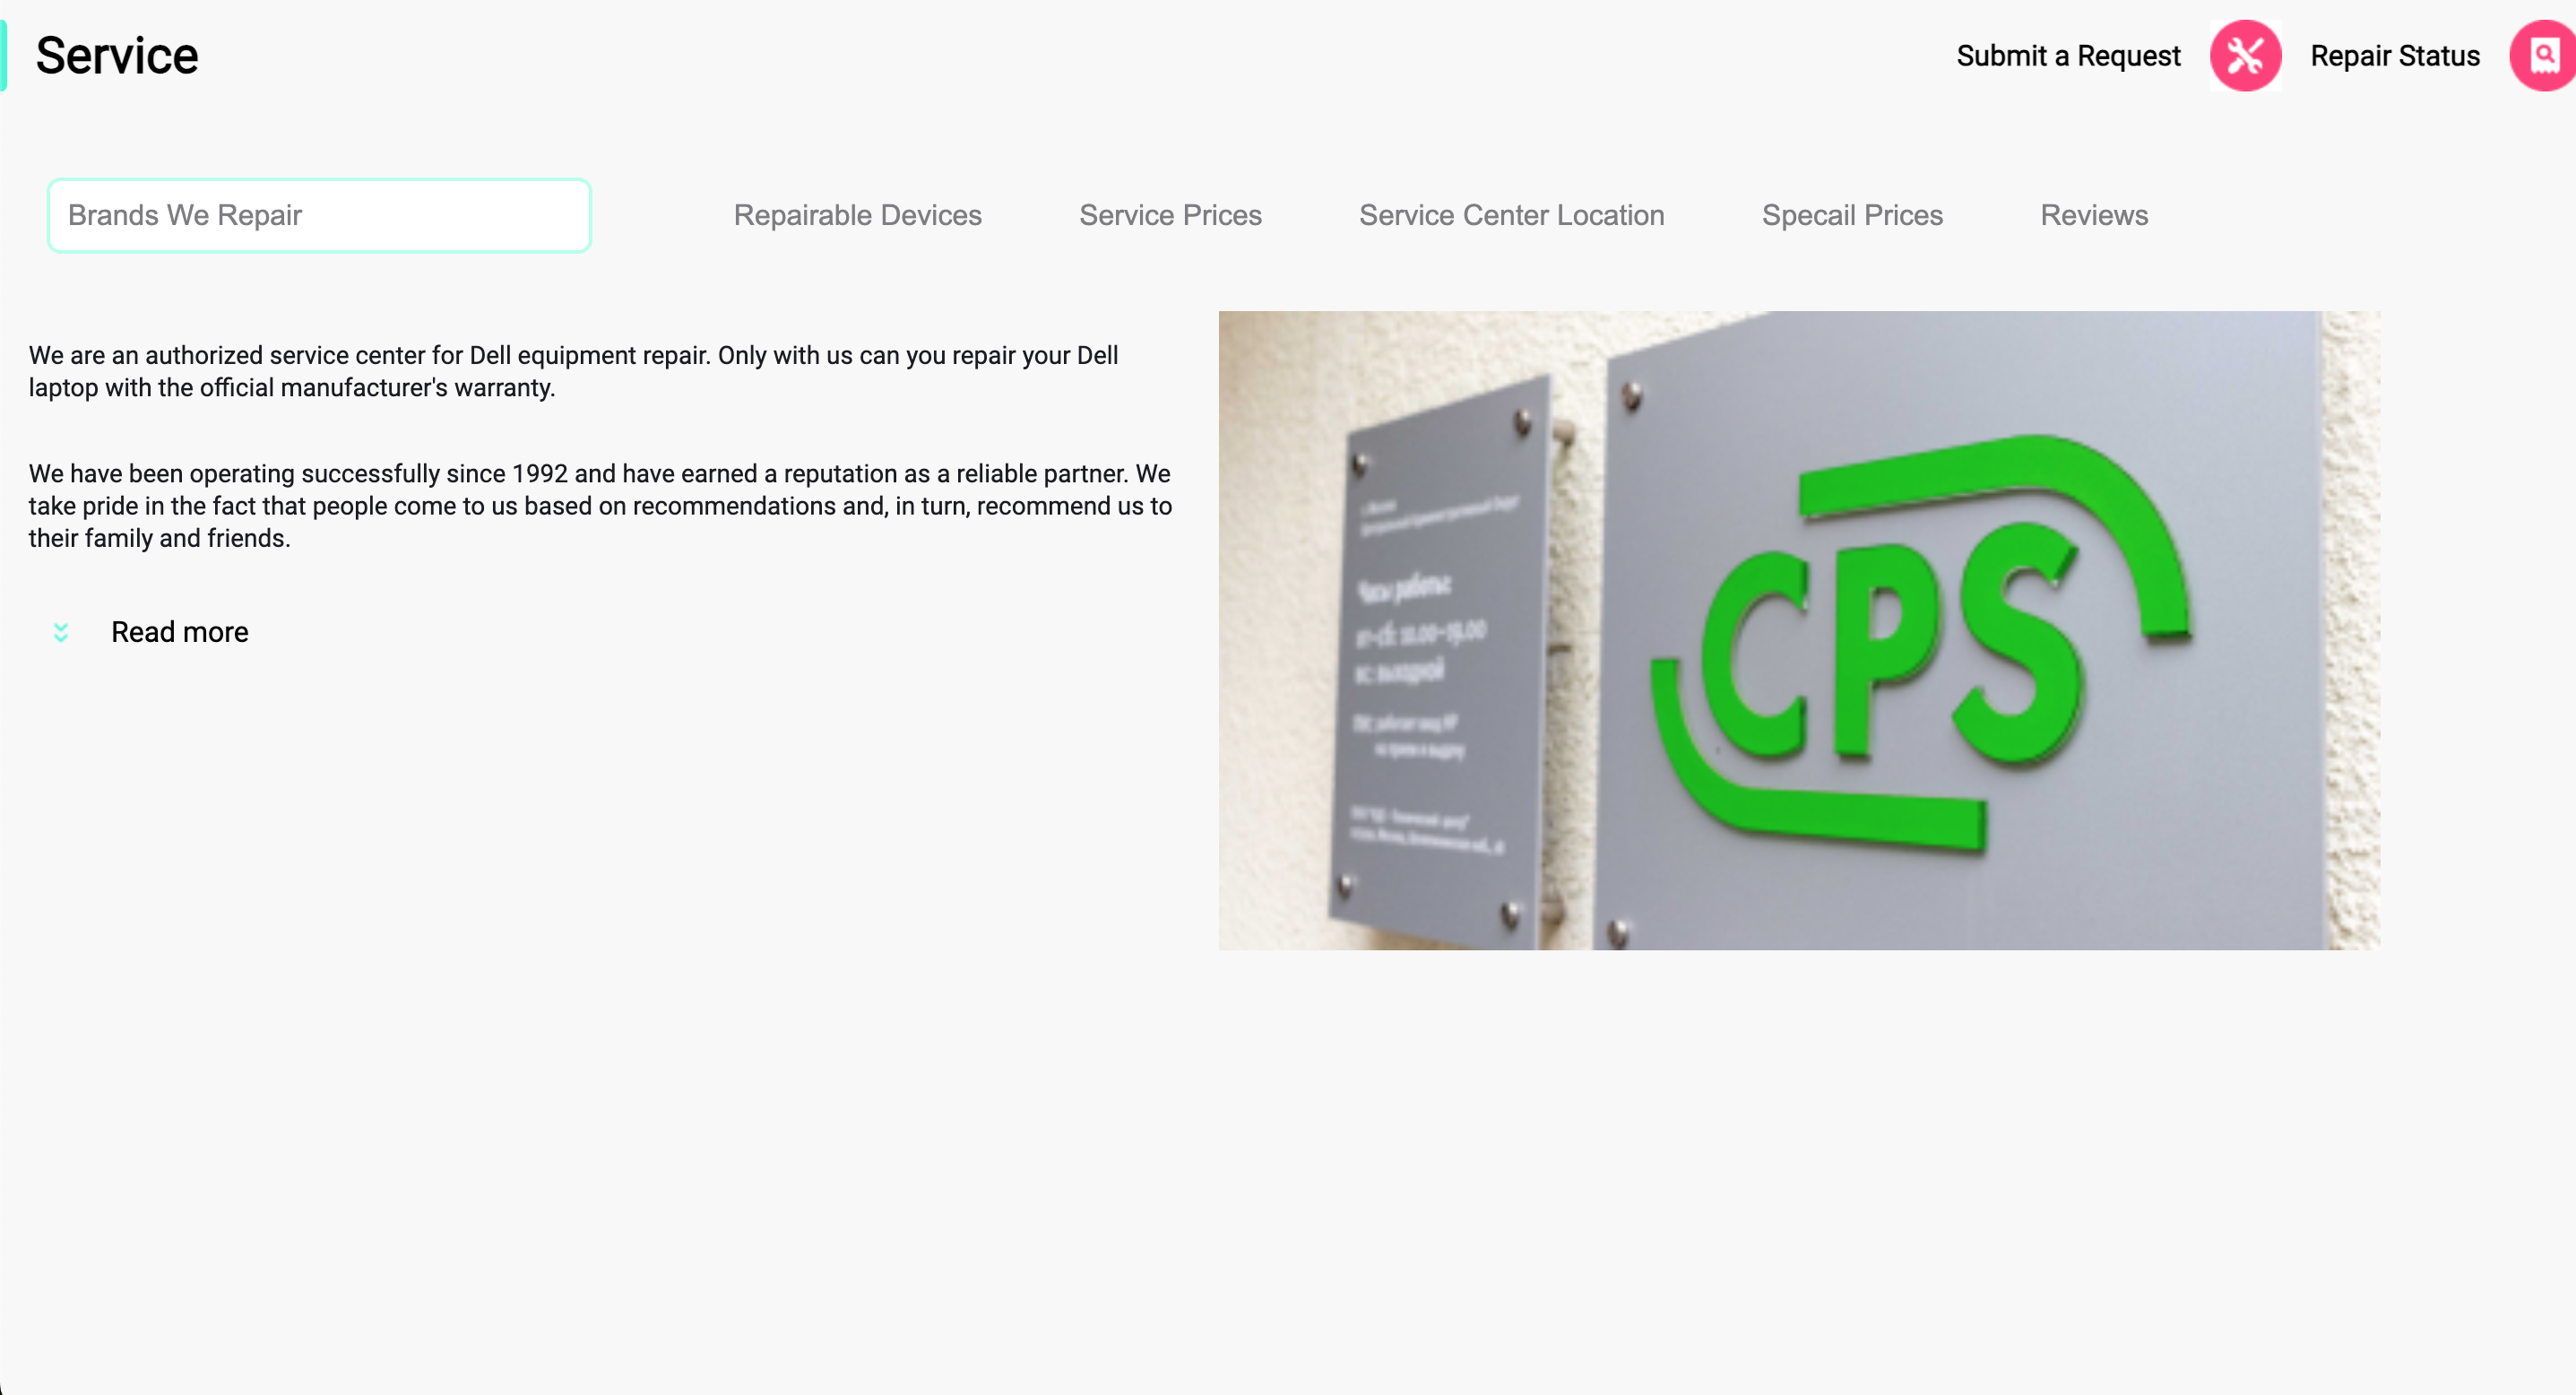 Service
Submit a Request
Repair Status
Brands We Repair
Repairable Devices
Service Prices
Service Center Location
Specail Prices
Reviews
We are an authorized service center for Dell equipment repair. Only with us can you repair your Dell
laptop with the official manufacturer's warranty.
We have been operating successfully since 1992 and have earned a reputation as a reliable partner. We
take pride in the fact that people come to us based on recommendations and, in turn, recommend us to
their family and friends.
Read more
Часы работы:
вс: выходной
CPS